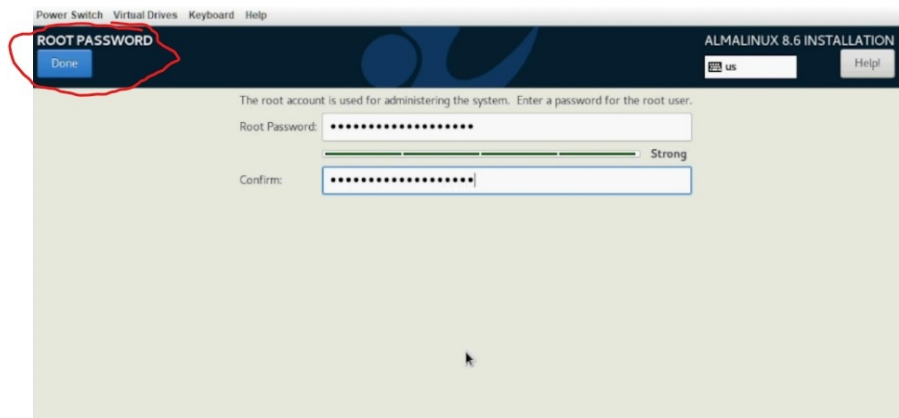 Power Switch Virtual Drives Keyboard Help
ROOT PASSWORD
ALMALINUX 8.6 INSTALLATION
Done
us
Help!
The root account is used for administering the system. Enter a password for the root user.
Root Password: •••••••••••••••••••
Strong
Confirm: •••••••••••••••••••